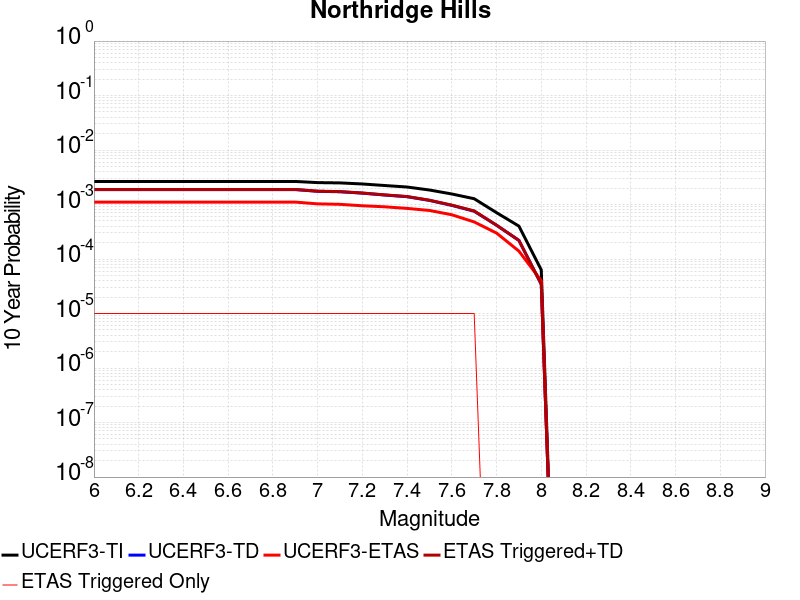 Northridge Hills
10^0
10^-1
10^-2
10^-3
10^-4
10^-5
10^-6
10^-7
10^-8
10 Year Probability
6 6.2 6.4 6.6 6.8 7 7.2 7.4 7.6 7.8 8 8.2 8.4 8.6 8.8 9
Magnitude
UCERF3-TI UCERF3-TD UCERF3-ETAS ETAS Triggered+TD
ETAS Triggered Only